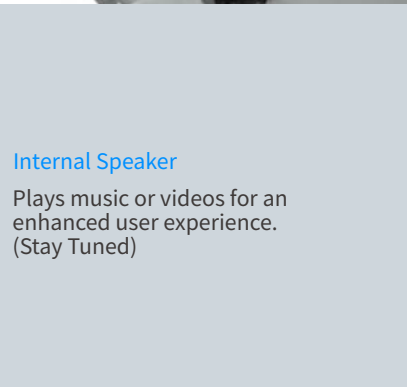 Internal Speaker
Plays music or videos for an
enhanced user experience.
(Stay Tuned)